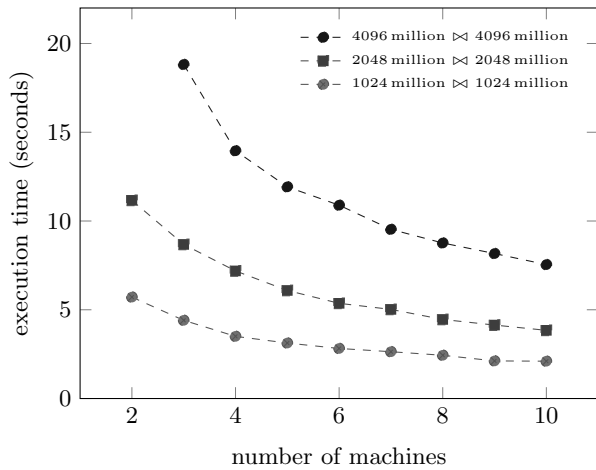 20
15
10
5
0
execution time (seconds)
4096 million ⋈ 4096 million
2048 million ⋈ 2048 million
1024 million ⋈ 1024 million
2 4 6 8 10
number of machines